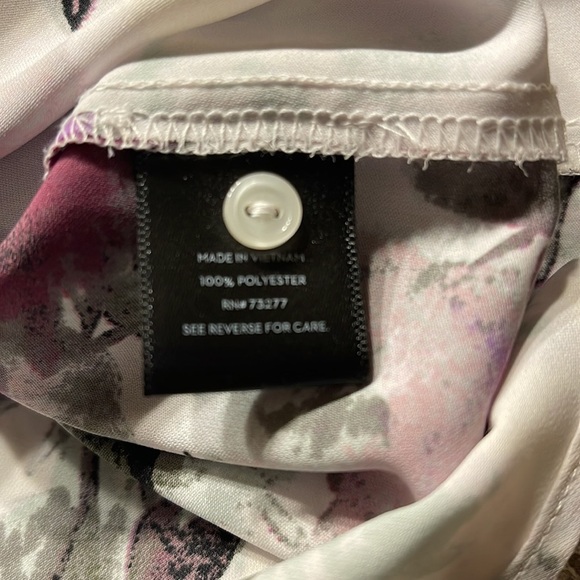 MADE IN VIETNAM
100% POLYESTER
RN# 73277
SEE REVERSE FOR CARE.